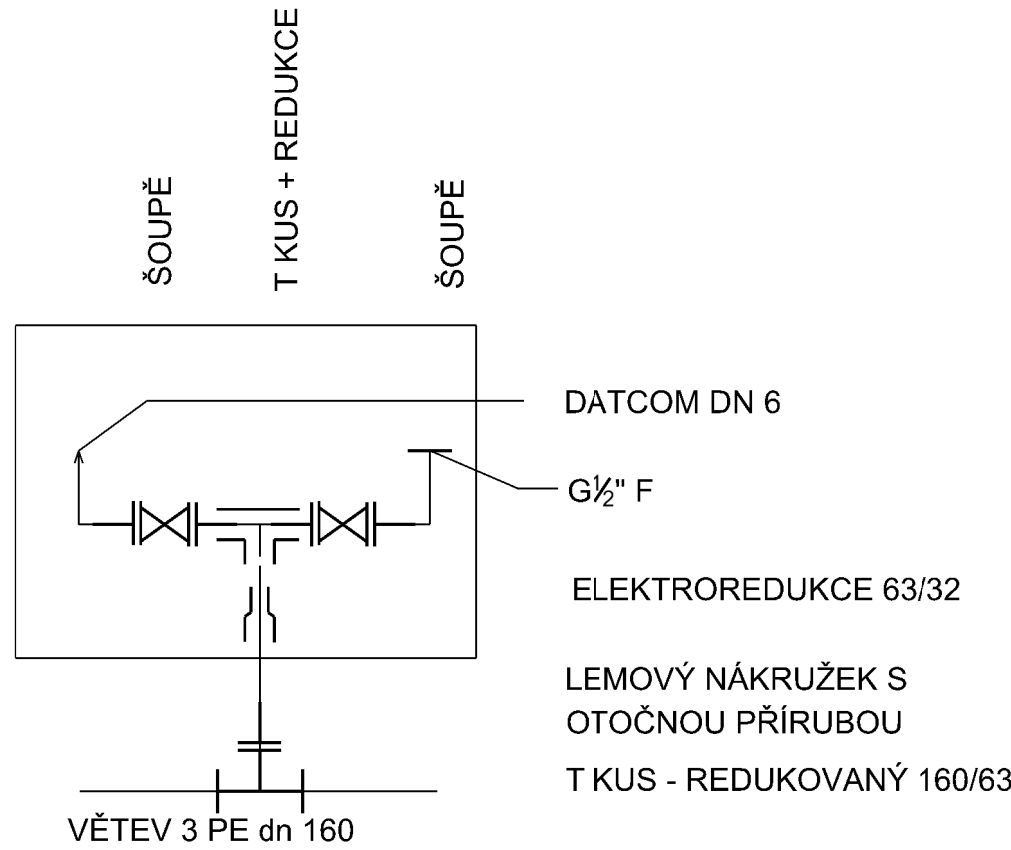 ŠOUPĚ
T KUS + REDUKCE
ŠOUPĚ
DATCOM DN 6
G½" F
ELEKTROREDUKCE 63/32
LEMOVÝ NÁKRUŽEK S
OTOČNOU PŘÍRUBOU
T KUS - REDUKOVANÝ 160/63
VĚTEV 3 PE dn 160